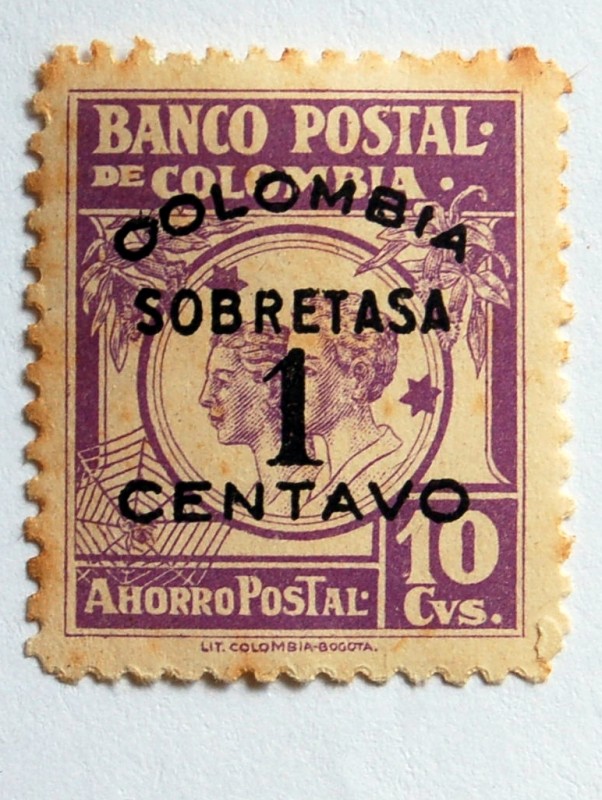 BANCO POSTAL·
DE COLOMBIA ·
COLOMBIA
SOBRETASA
1
CENTAVO
10
AHORRO POSTAL· CVS.
LIT. COLOMBIA-BOGOTA.